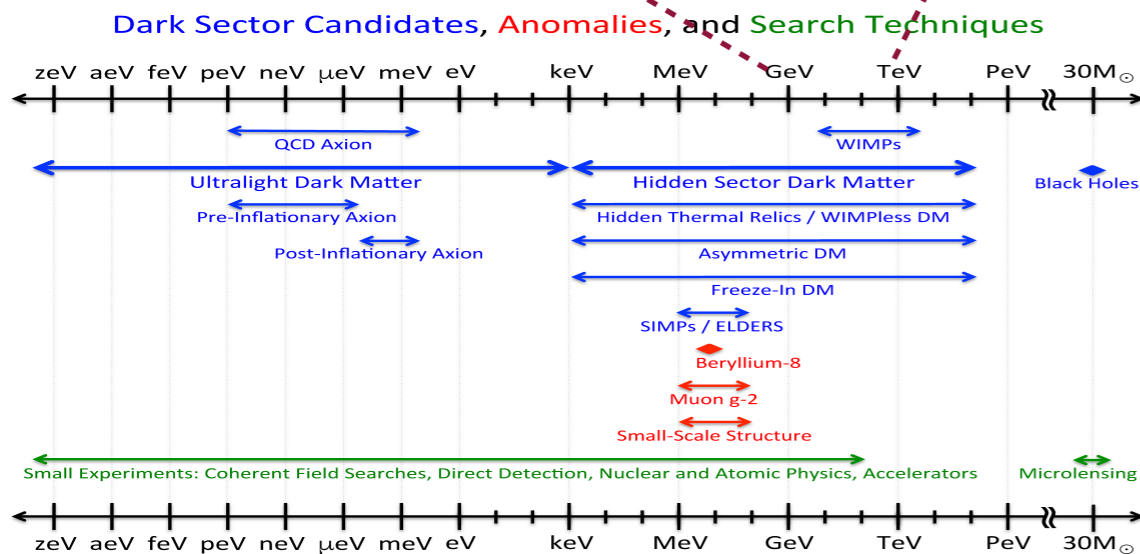 Dark Sector Candidates, Anomalies, and Search Techniques
zeV aeV feV peV neV μeV meV eV keV MeV GeV TeV PeV 30M☉
QCD Axion WIMPs
Ultralight Dark Matter Hidden Sector Dark Matter Black Holes
Pre-Inflationary Axion Hidden Thermal Relics / WIMPless DM
Post-Inflationary Axion Asymmetric DM
Freeze-In DM
SIMPs / ELDERS
Beryllium-8
Muon g-2
Small-Scale Structure
Small Experiments: Coherent Field Searches, Direct Detection, Nuclear and Atomic Physics, Accelerators Microlensing
zeV aeV feV peV neV μeV meV eV keV MeV GeV TeV PeV 30M☉